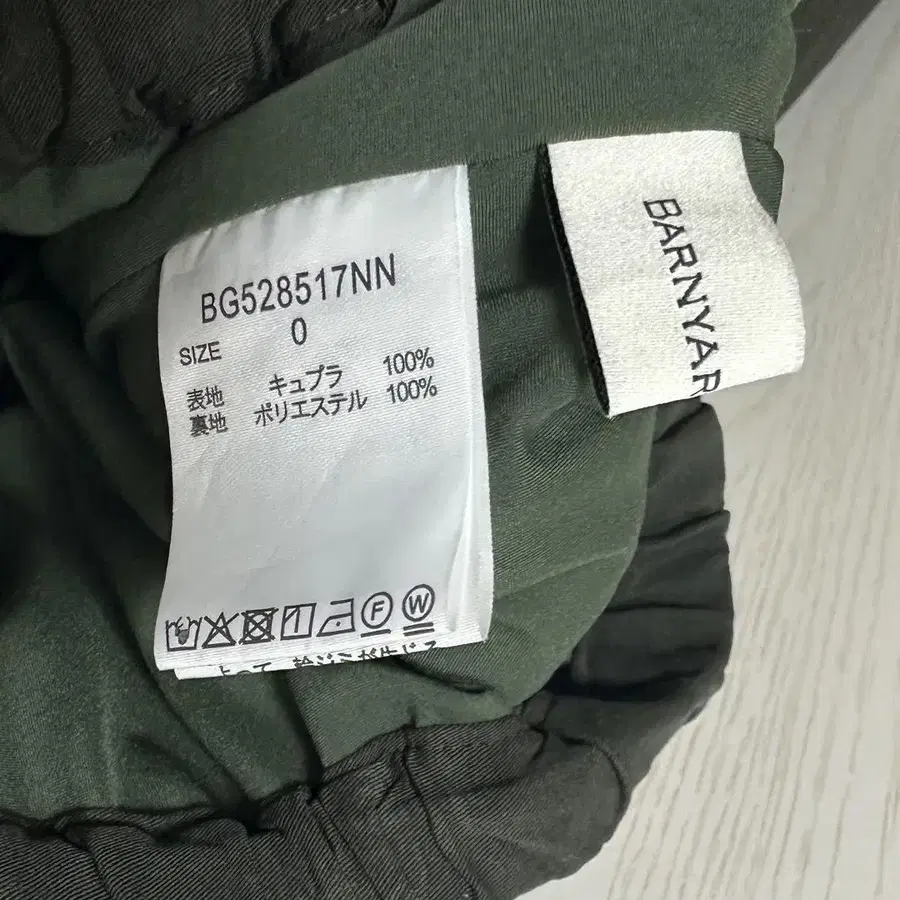 BG528517NN
SIZE 0
表地 キュプラ 100%
裏地 ポリエステル 100%
F W
BARNYAR